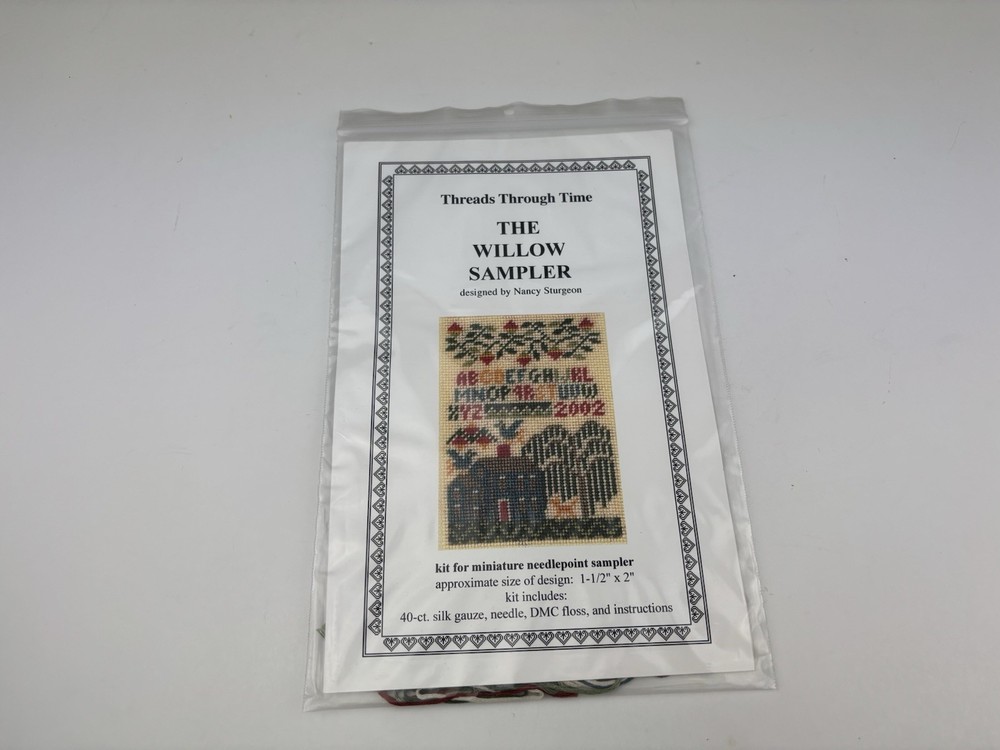 Threads Through Time
THE
WILLOW
SAMPLER
designed by Nancy Sturgeon
XYZ 2002
kit for miniature needlepoint sampler
approximate size of design: 1-1/2" x 2"
kit includes:
40-ct. silk gauze, needle, DMC floss, and instructions